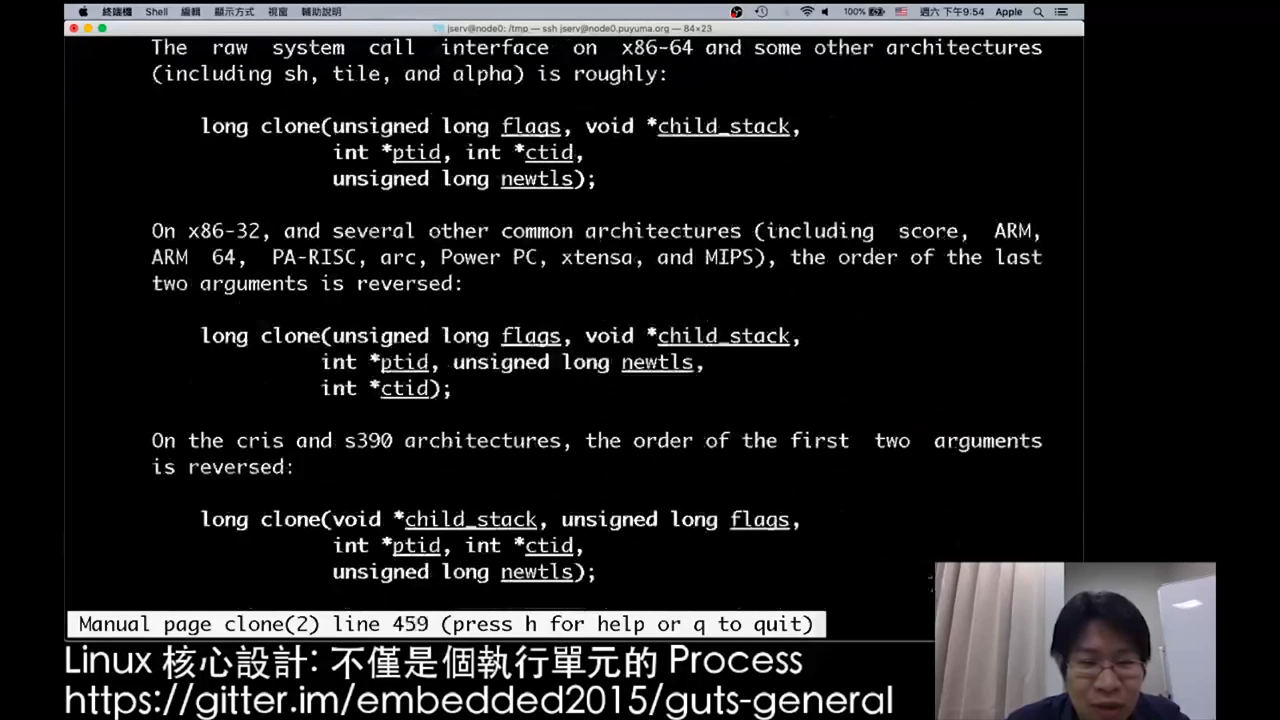 終端機 Shell 編輯 顯示方式 視窗 輔助說明 100% 週六 下午9:54 Apple
jserv@node0: /tmp — ssh jserv@node0.puyuma.org — 84×23
The raw system call interface on x86-64 and some other architectures
(including sh, tile, and alpha) is roughly:
long clone(unsigned long flags, void *child_stack,
int *ptid, int *ctid,
unsigned long newtls);
On x86-32, and several other common architectures (including score, ARM,
ARM 64, PA-RISC, arc, Power PC, xtensa, and MIPS), the order of the last
two arguments is reversed:
long clone(unsigned long flags, void *child_stack,
int *ptid, unsigned long newtls,
int *ctid);
On the cris and s390 architectures, the order of the first two arguments
is reversed:
long clone(void *child_stack, unsigned long flags,
int *ptid, int *ctid,
unsigned long newtls);
Manual page clone(2) line 459 (press h for help or q to quit)
Linux 核心設計: 不僅是個執行單元的 Process
https://gitter.im/embedded2015/guts-general